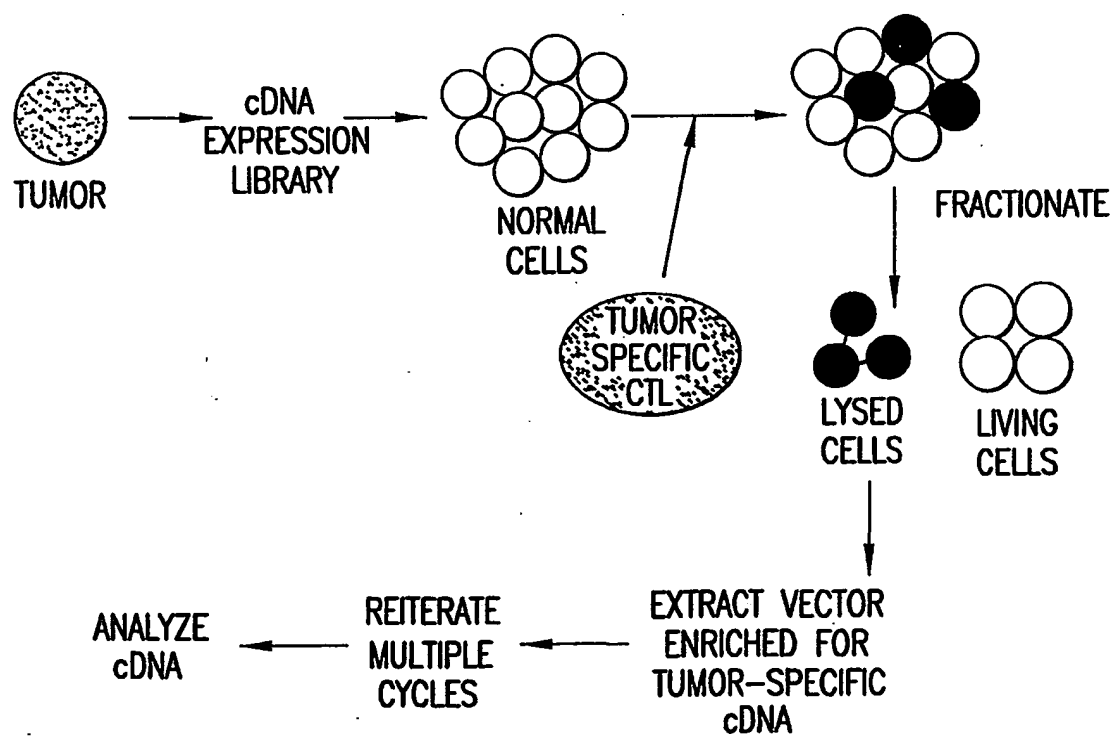 TUMOR
cDNA
EXPRESSION
LIBRARY
NORMAL
CELLS
TUMOR
SPECIFIC
CTL
FRACTIONATE
LYSED
CELLS
LIVING
CELLS
EXTRACT VECTOR
ENRICHED FOR
TUMOR-SPECIFIC
cDNA
REITERATE
MULTIPLE
CYCLES
ANALYZE
cDNA